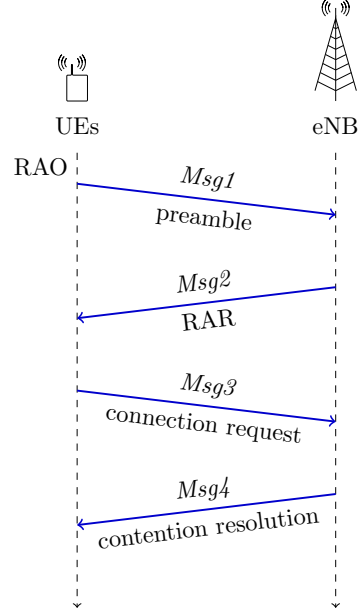 UEs
eNB
RAO
Msg1
preamble
Msg2
RAR
Msg3
connection request
Msg4
contention resolution